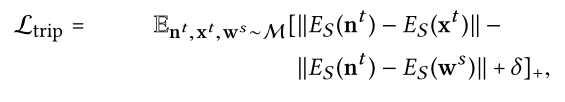 ℒ_trip = 𝔼_{𝐧^t, 𝐱^t, 𝐰^s ∼ ℳ} [‖E_S(𝐧^t) − E_S(𝐱^t)‖ −
‖E_S(𝐧^t) − E_S(𝐰^s)‖ + δ]_+,